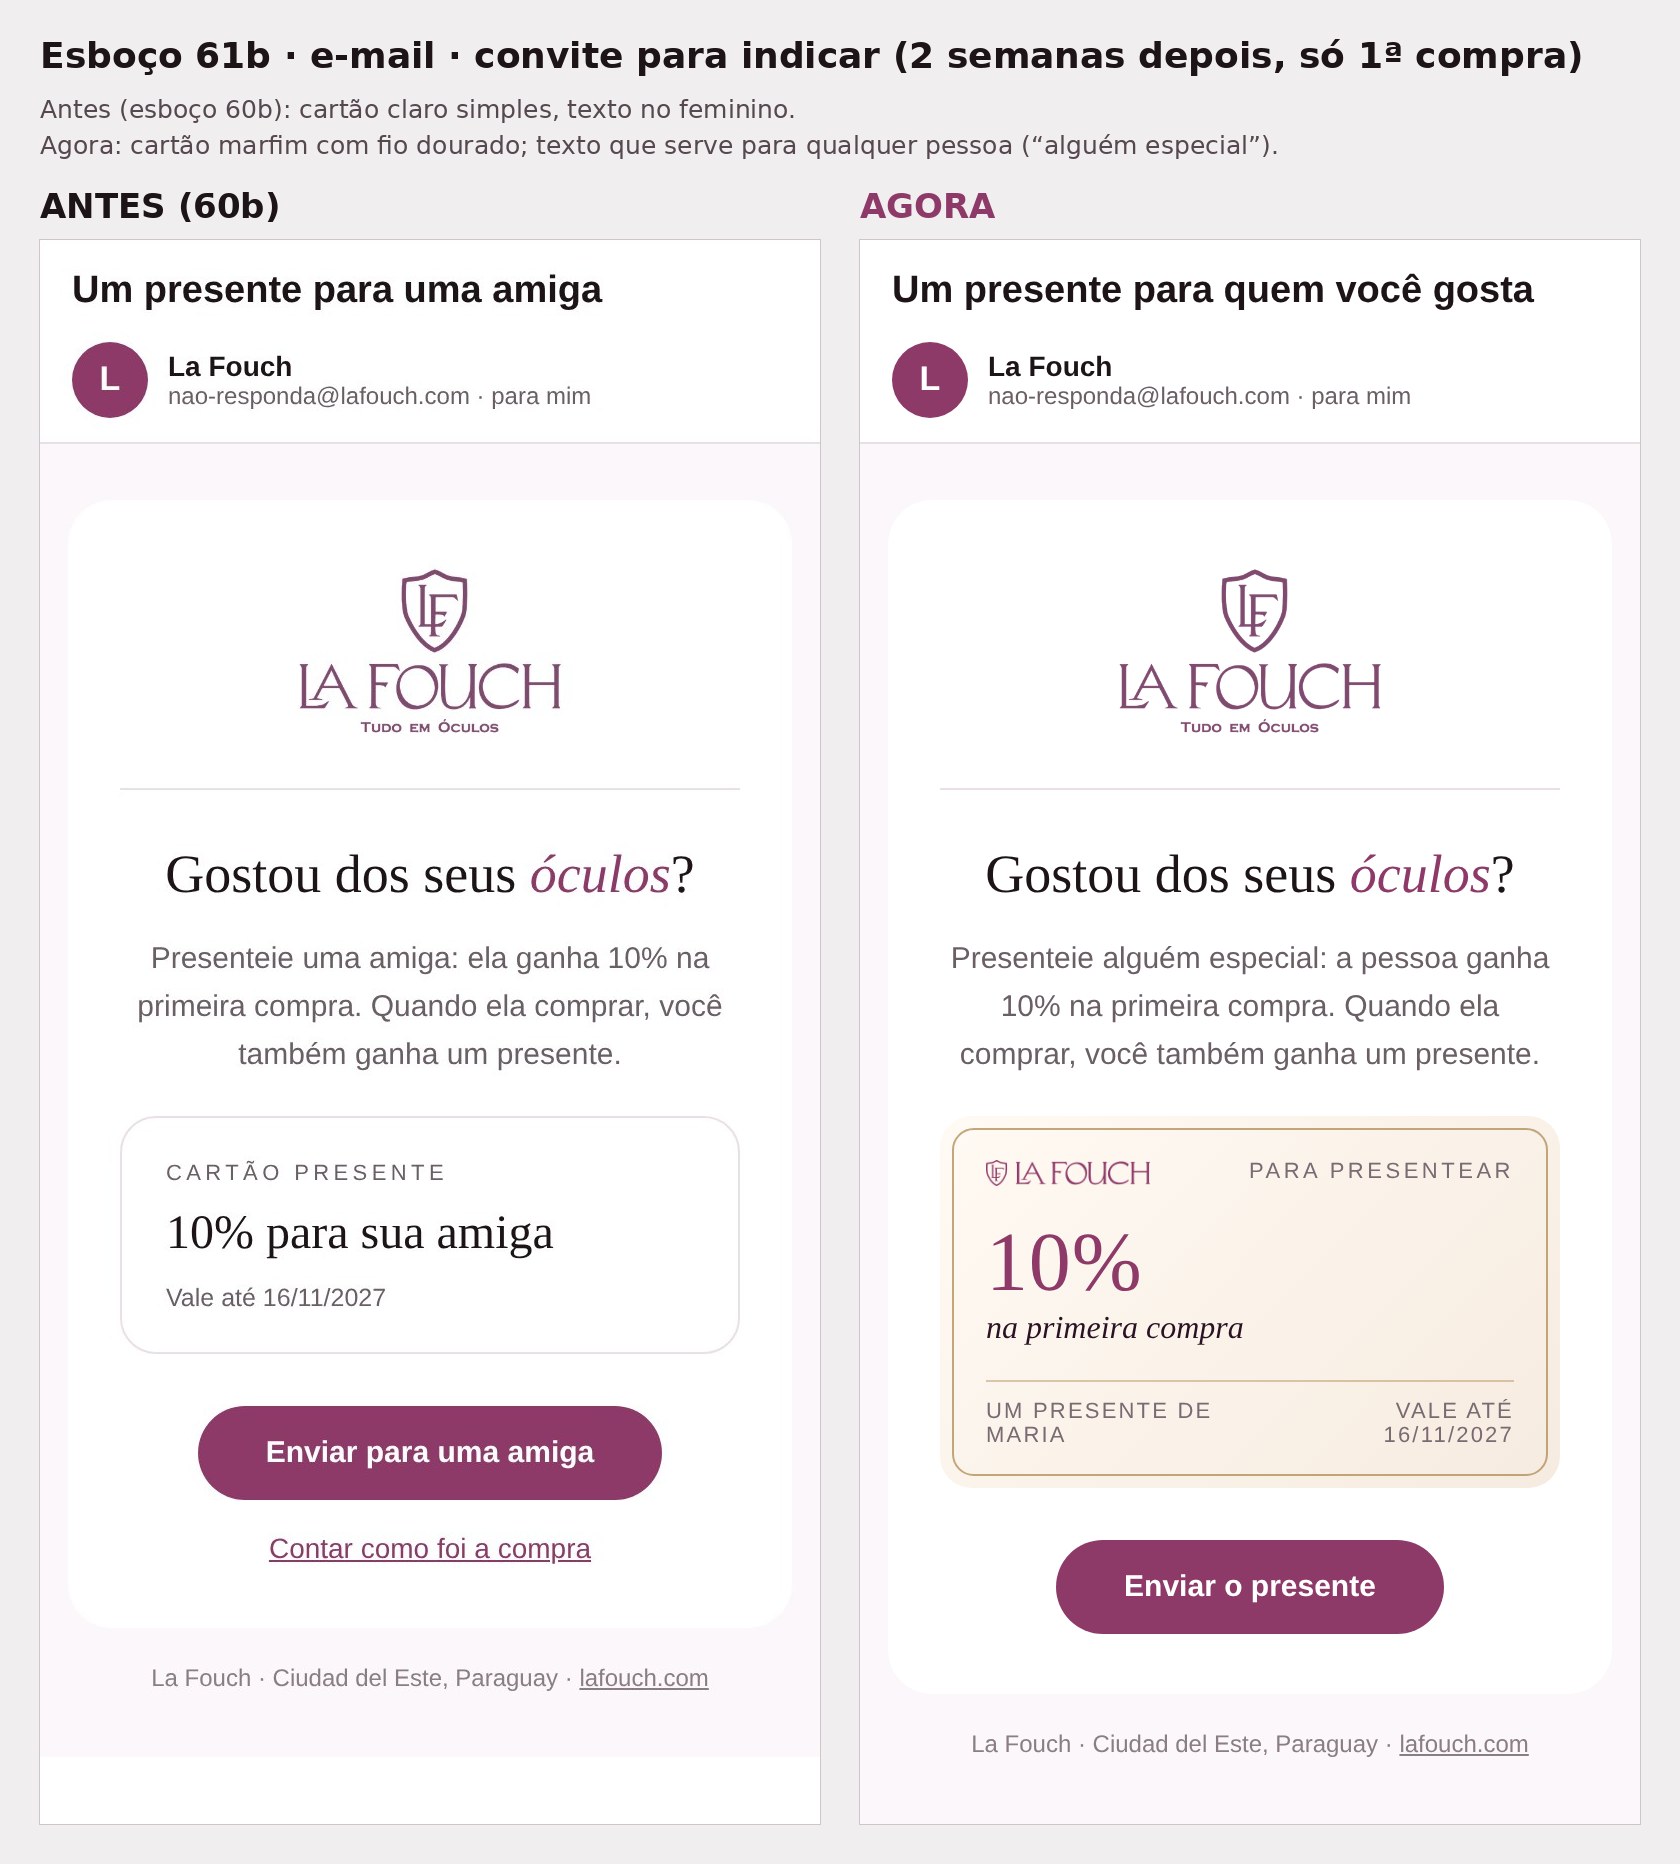 Esboço 61b · e-mail · convite para indicar (2 semanas depois, só 1ª compra)
Antes (esboço 60b): cartão claro simples, texto no feminino.
Agora: cartão marfim com fio dourado; texto que serve para qualquer pessoa (“alguém especial”).
ANTES (60b)
Um presente para uma amiga
L
La Fouch
nao-responda@lafouch.com · para mim
LF
LA FOUCH
Tudo em Óculos
Gostou dos seus óculos?
Presenteie uma amiga: ela ganha 10% na
primeira compra. Quando ela comprar, você
também ganha um presente.
CARTÃO PRESENTE
10% para sua amiga
Vale até 16/11/2027
Enviar para uma amiga
Contar como foi a compra
La Fouch · Ciudad del Este, Paraguay · lafouch.com
AGORA
Um presente para quem você gosta
L
La Fouch
nao-responda@lafouch.com · para mim
LF
LA FOUCH
Tudo em Óculos
Gostou dos seus óculos?
Presenteie alguém especial: a pessoa ganha
10% na primeira compra. Quando ela
comprar, você também ganha um presente.
LF LA FOUCH
PARA PRESENTEAR
10%
na primeira compra
UM PRESENTE DE
MARIA
VALE ATÉ
16/11/2027
Enviar o presente
La Fouch · Ciudad del Este, Paraguay · lafouch.com